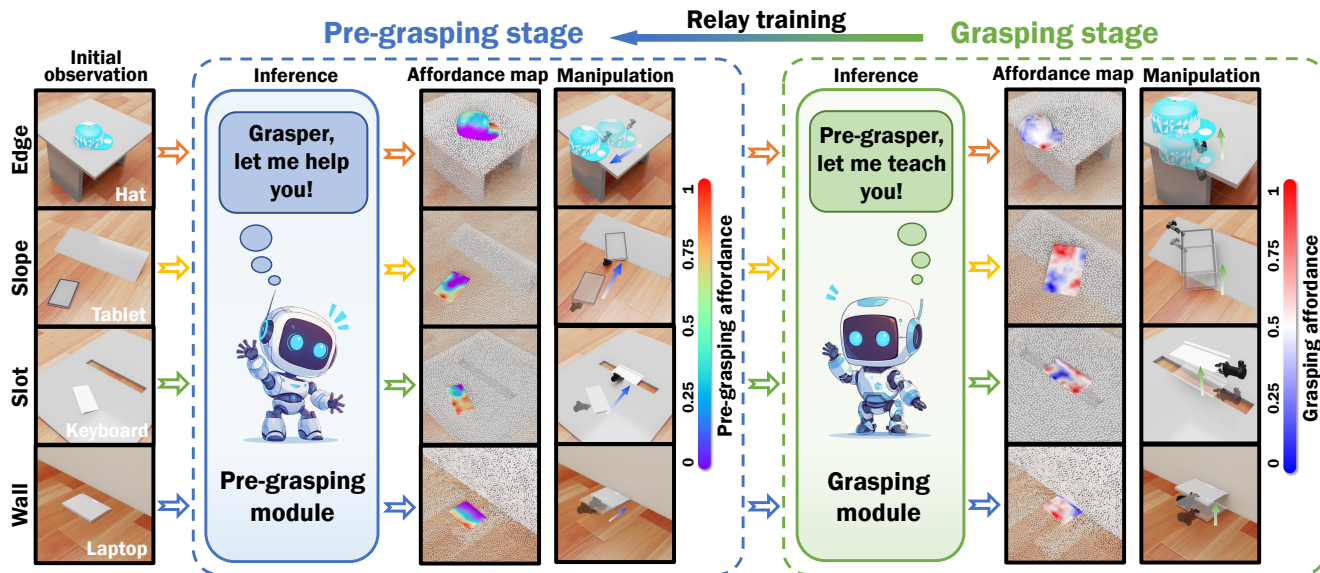 Relay training
Pre-grasping stage
Grasping stage
Initial
observation
Inference
Affordance map
Manipulation
Inference
Affordance map
Manipulation
Edge
Hat
Slope
Tablet
Slot
Keyboard
Wall
Laptop
Grasper,
let me help
you!
Pre-grasping
module
0
0.25
0.5
0.75
1
Pre-grasping affordance
Pre-grasper,
let me teach
you!
Grasping
module
0
0.25
0.5
0.75
1
Grasping affordance